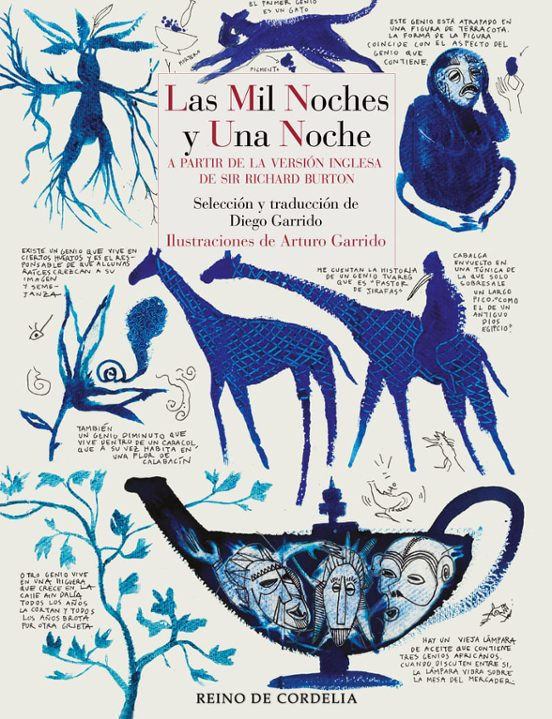 EL PRIMER GENIO
ES UN GATO
ESTE GENIO ESTÁ ATRAPADO EN
UNA FIGURA DE TERRACOTA.
LA FORMA DE LA FIGURA
COINCIDE CON EL ASPECTO DEL
GENIO QUE
CONTIENE.
PIGMENTO
Las Mil Noches
y Una Noche
A PARTIR DE LA VERSIÓN INGLESA
DE SIR RICHARD BURTON
Selección y traducción de
Diego Garrido
Ilustraciones de Arturo Garrido
EXISTE UN GENIO QUE VIVE EN
CIERTOS HUERTOS Y ES EL RES-
PONSABLE DE QUE ALGUNAS
RAÍCES CREZCAN A SU
IMAGEN
Y SEME-
JANZA
ME CUENTAN LA HISTORIA
DE UN GENIO TUAREG
QUE ES "PASTOR
DE JIRAFAS"
CABALGA
ENVUELTO EN
UNA TÚNICA DE
LA QUE SOLO
SOBRESALE
UN LARGO
PICO, "COMO
EL DE UN
ANTIGUO
DIOS
EGIPCIO"
TAMBIÉN
UN GENIO DIMINUTO QUE
VIVE DENTRO DE UN CARACOL
QUE A SU VEZ HABITA EN
UNA FLOR DE
CALABACÍN
OTRO GENIO VIVE
EN UNA HIGUERA
QUE CRECE EN LA
CALLE AIN DALIA
TODOS LOS AÑOS
LA CORTAN Y TODOS
LOS AÑOS BROTA
POR OTRA GRIETA
HAY UN VIEJA LÁMPARA
DE ACEITE QUE CONTIENE
TRES GENIOS AFRICANOS.
CUANDO DISCUTEN ENTRE SI,
LA LÁMPARA VIBRA SOBRE
LA MESA DEL MERCADER
REINO DE CORDELIA